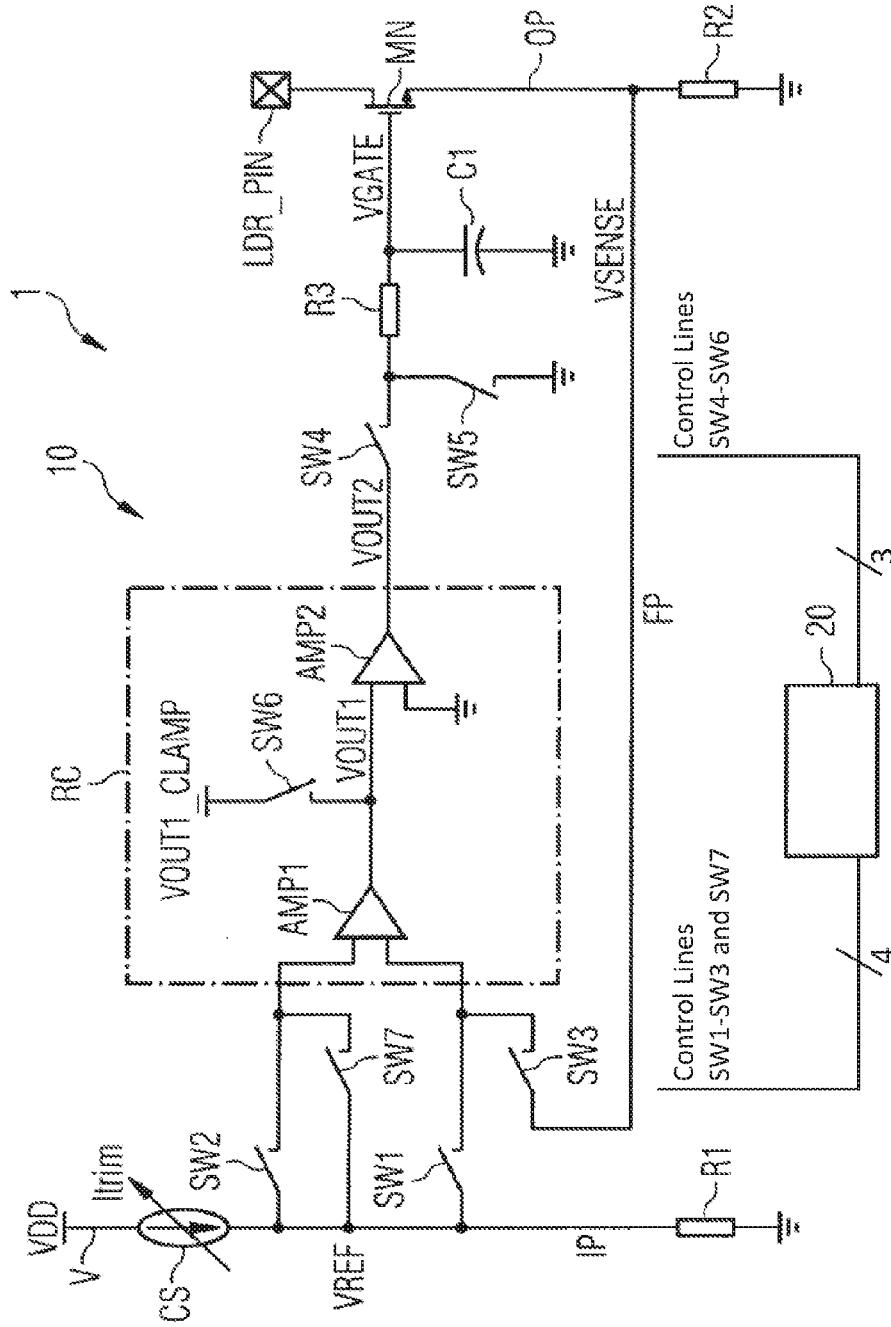 1
10
VDD
V
Itrim
CS
SW2
SW7
VREF
SW1
SW3
IP
R1
RC
VOUT1_CLAMP
SW6
AMP1
VOUT1
AMP2
VOUT2
SW4
SW5
R3
VGATE
C1
LDR_PIN
MN
OP
VSENSE
R2
FP
Control Lines
SW1-SW3 and SW7
4
20
3
Control Lines
SW4-SW6